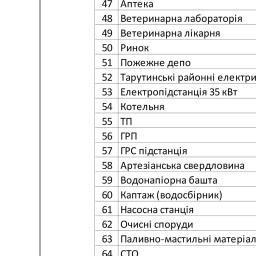 47 Аптека
48 Ветеринарна лабораторія
49 Ветеринарна лікарня
50 Ринок
51 Пожежне депо
52 Тарутинські районні електри
53 Електропідстанція 35 кВт
54 Котельня
55 ТП
56 ГРП
57 ГРС підстанція
58 Артезіанська свердловина
59 Водонапіорна башта
60 Каптаж (водосбірник)
61 Насосна станція
62 Очисні споруди
63 Паливно-мастильні матеріал
64 СТО